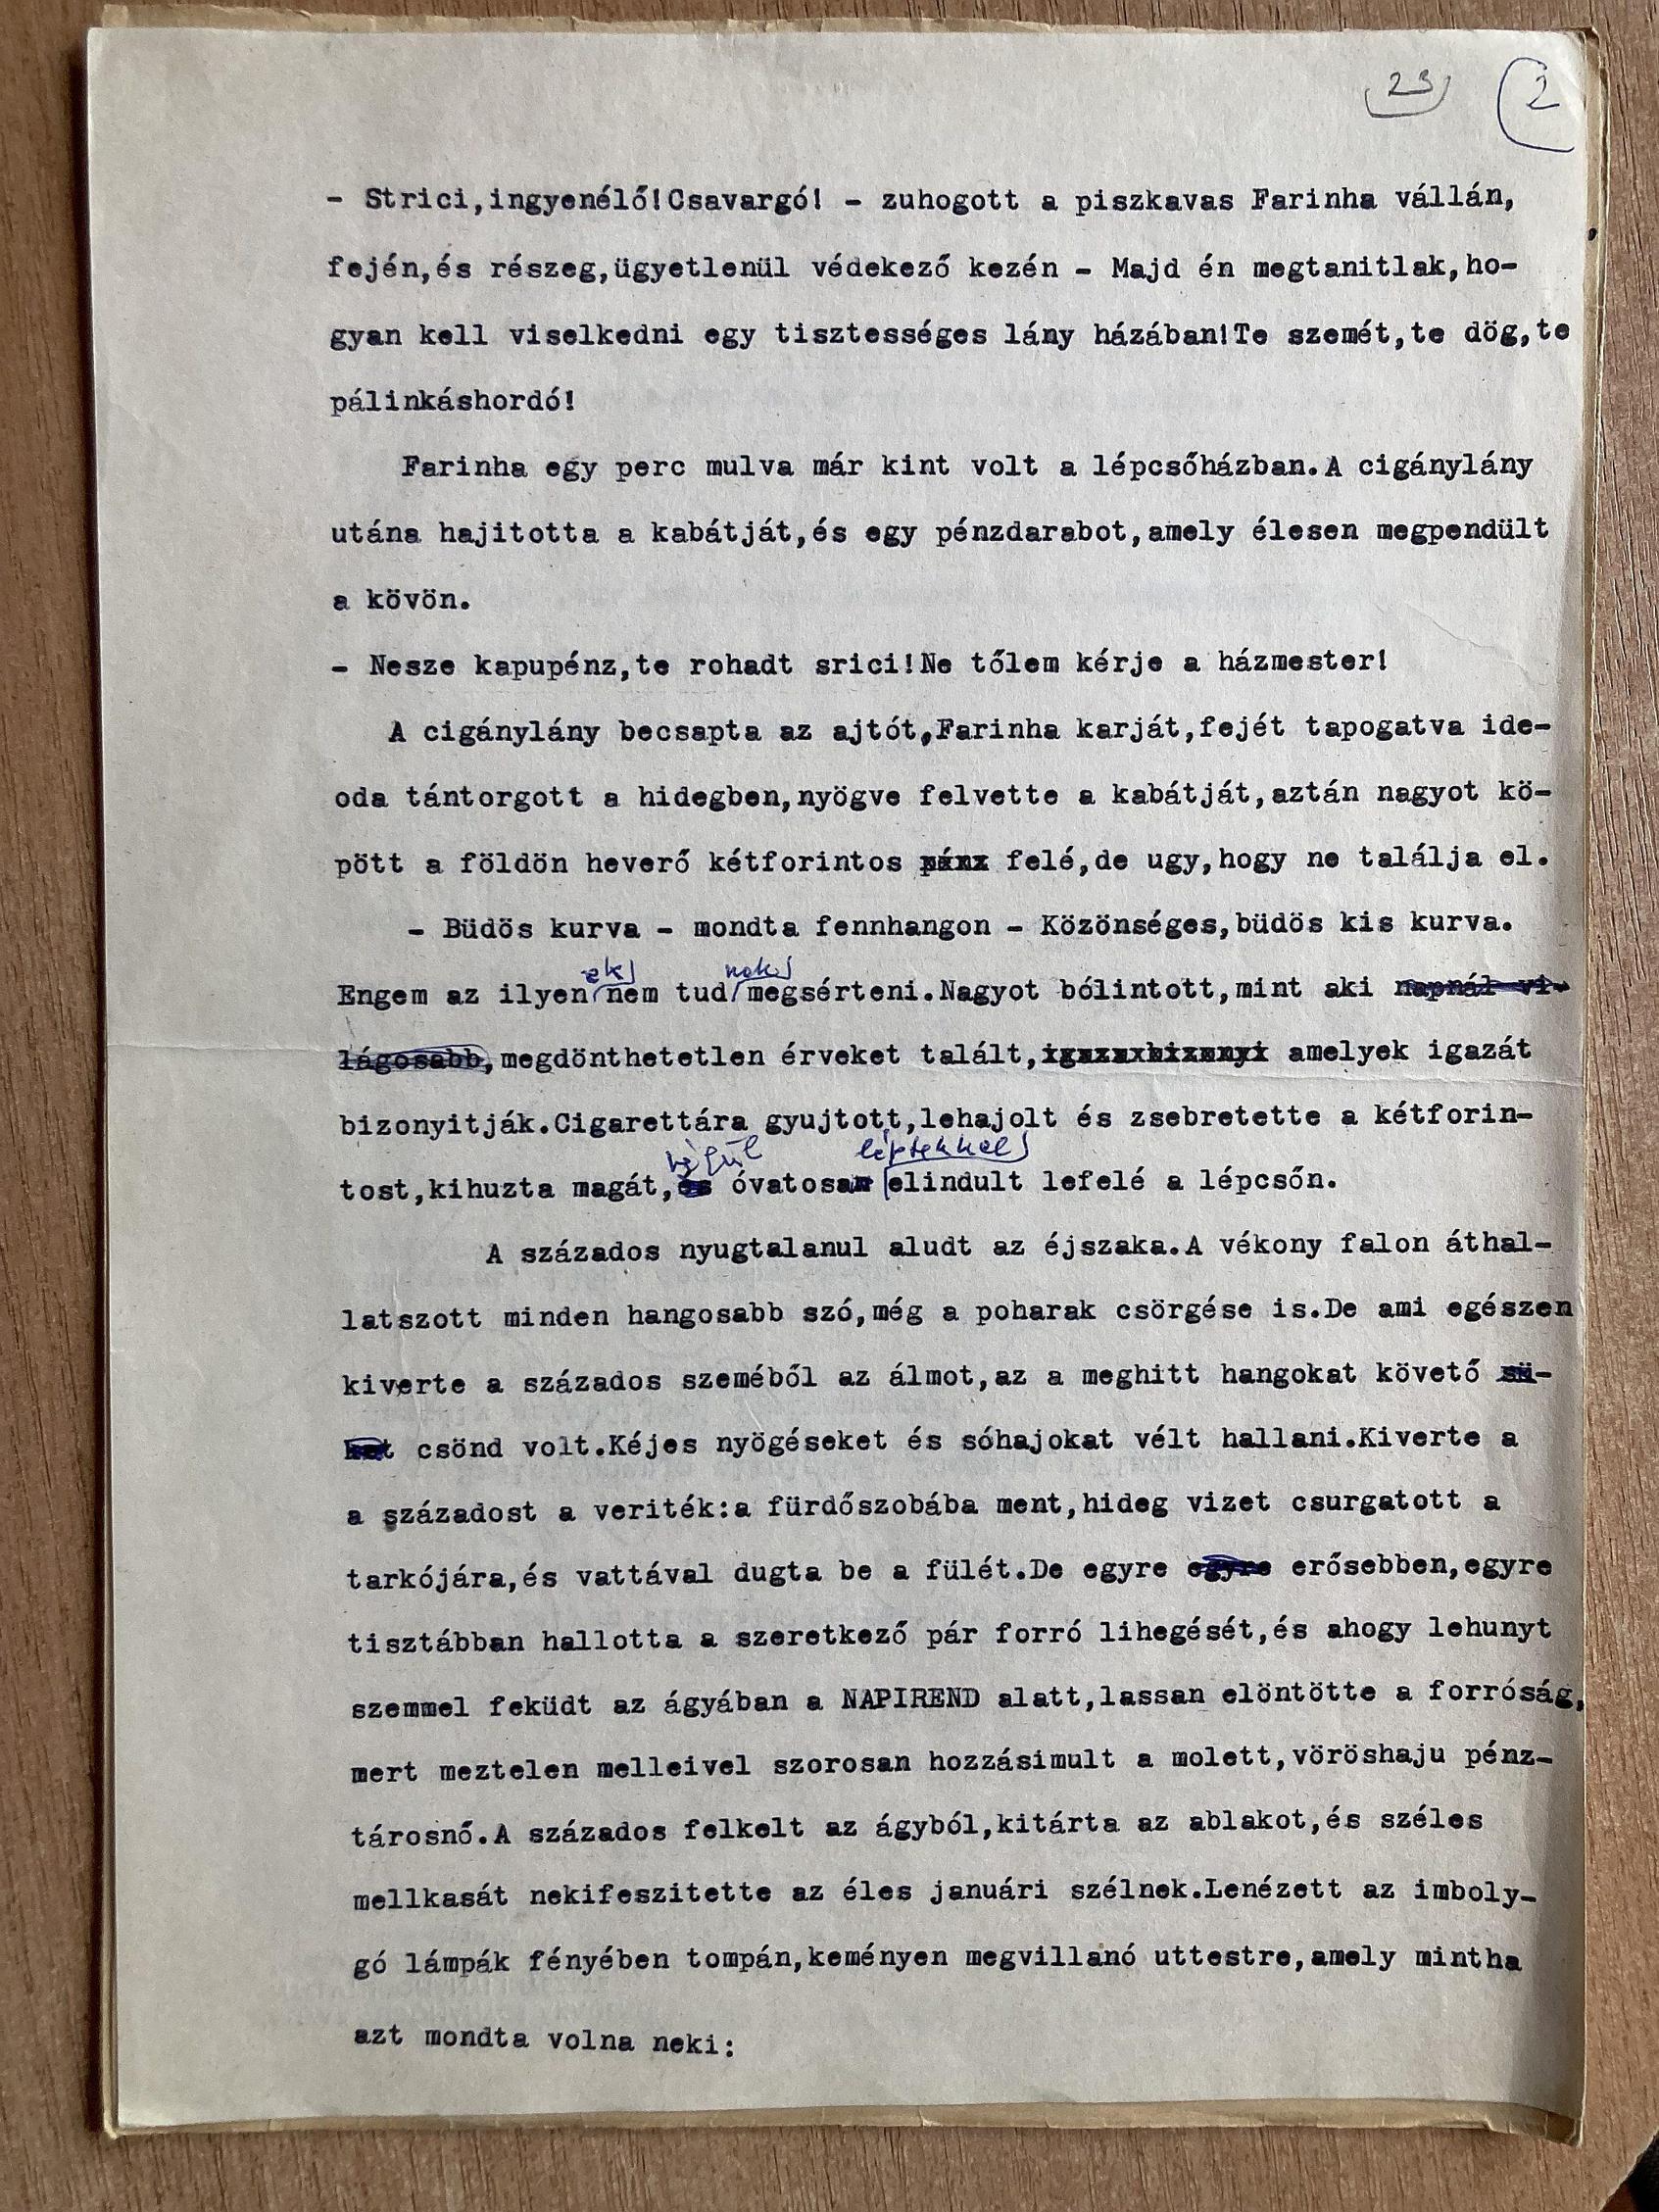 23 2
- Strici,ingyenélő!Csavargó! - zuhogott a piszkavas Farinha vállán,
fején,és részeg,ügyetlenül védekező kezén - Majd én megtanitlak,ho-
gyan kell viselkedni egy tisztességes lány házában!Te szemét,te dög,te
pálinkáshordó!
Farinha egy perc mulva már kint volt a lépcsőházban.A cigánylány
utána hajitotta a kabátját,és egy pénzdarabot,amely élesen megpendült
a kövön.
- Nesze kapupénz,te rohadt srici!Ne tőlem kérje a házmester!
A cigánylány becsapta az ajtót,Farinha karját,fejét tapogatva ide-
oda tántorgott a hidegben,nyögve felvette a kabátját,aztán nagyot kö-
pött a földön heverő kétforintos pénz felé,de ugy,hogy ne találja el.
- Büdös kurva - mondta fennhangon - Közönséges,büdös kis kurva.
ek nak
Engem az ilyen nem tud megsérteni.Nagyot bólintott,mint aki napnál vi-
lágosabb,megdönthetetlen érveket talált, amelyek igazát
bizonyitják.Cigarettára gyujtott,lehajolt és zsebretette a kétforin-
végül léptekkel
tost,kihuzta magát,és óvatosan elindult lefelé a lépcsőn.
A százados nyugtalanul aludt az éjszaka.A vékony falon áthal-
latszott minden hangosabb szó,még a poharak csörgése is.De ami egészen
kiverte a százados szeméből az álmot,az a meghitt hangokat követő sü-
ket csönd volt.Kéjes nyögéseket és sóhajokat vélt hallani.Kiverte a
a századost a veriték:a fürdőszobába ment,hideg vizet csurgatott a
tarkójára,és vattával dugta be a fülét.De egyre egyre erősebben,egyre
tisztábban hallotta a szeretkező pár forró lihegését,és ahogy lehunyt
szemmel feküdt az ágyában a NAPIREND alatt,lassan elöntötte a forróság,
mert meztelen melleivel szorosan hozzásimult a molett,vöröshaju pénz-
tárosnő.A százados felkelt az ágyból,kitárta az ablakot,és széles
mellkasát nekifeszitette az éles januári szélnek.Lenézett az imboly-
gó lámpák fényében tompán,keményen megvillanó uttestre,amely mintha
azt mondta volna neki: